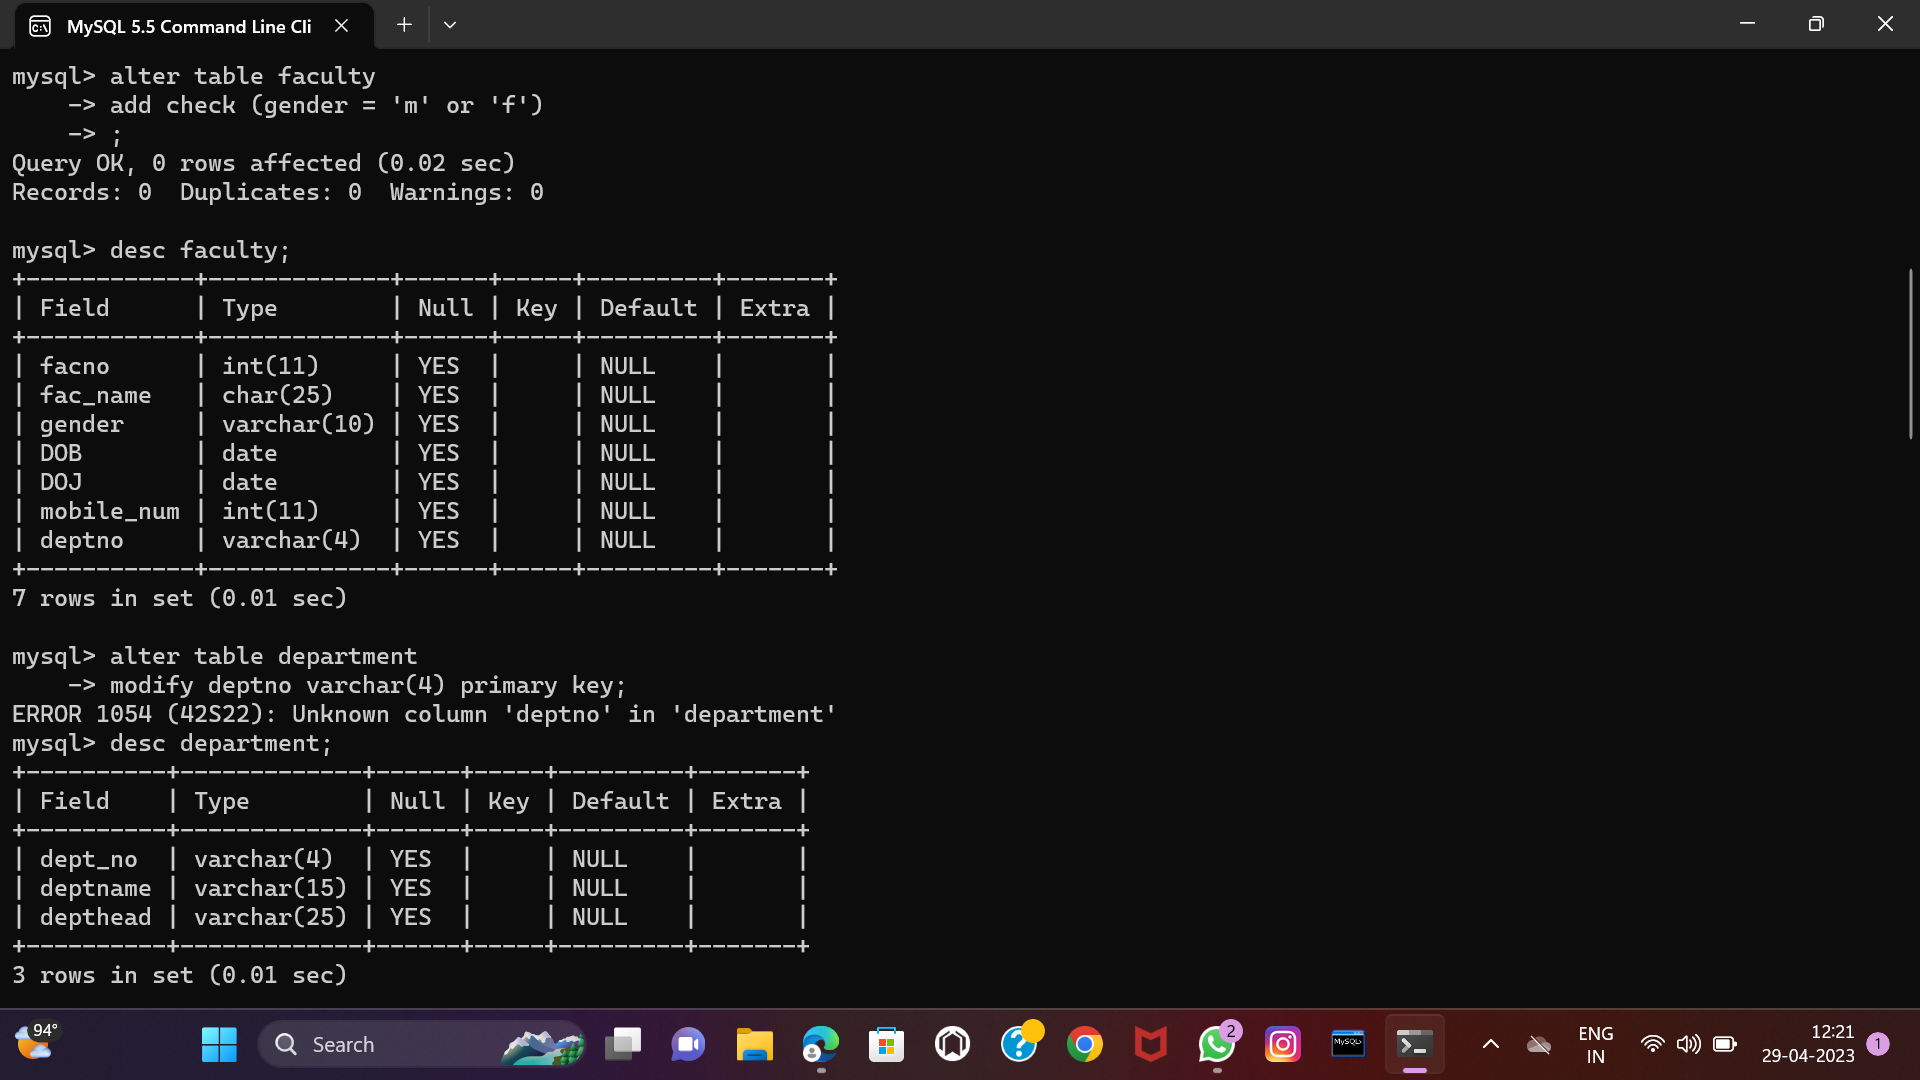 MySQL 5.5 Command Line Cli
mysql> alter table faculty
    -> add check (gender = 'm' or 'f')
    -> ;
Query OK, 0 rows affected (0.02 sec)
Records: 0  Duplicates: 0  Warnings: 0
mysql> desc faculty;
+------------+-------------+------+-----+---------+-------+
| Field      | Type        | Null | Key | Default | Extra |
+------------+-------------+------+-----+---------+-------+
| facno      | int(11)     | YES  |     | NULL    |       |
| fac_name   | char(25)    | YES  |     | NULL    |       |
| gender     | varchar(10) | YES  |     | NULL    |       |
| DOB        | date        | YES  |     | NULL    |       |
| DOJ        | date        | YES  |     | NULL    |       |
| mobile_num | int(11)     | YES  |     | NULL    |       |
| deptno     | varchar(4)  | YES  |     | NULL    |       |
+------------+-------------+------+-----+---------+-------+
7 rows in set (0.01 sec)
mysql> alter table department
    -> modify deptno varchar(4) primary key;
ERROR 1054 (42S22): Unknown column 'deptno' in 'department'
mysql> desc department;
+----------+-------------+------+-----+---------+-------+
| Field    | Type        | Null | Key | Default | Extra |
+----------+-------------+------+-----+---------+-------+
| dept_no  | varchar(4)  | YES  |     | NULL    |       |
| deptname | varchar(15) | YES  |     | NULL    |       |
| depthead | varchar(25) | YES  |     | NULL    |       |
+----------+-------------+------+-----+---------+-------+
3 rows in set (0.01 sec)
94°
Search
2
MySQL>
ENG
IN
12:21
29-04-2023
1